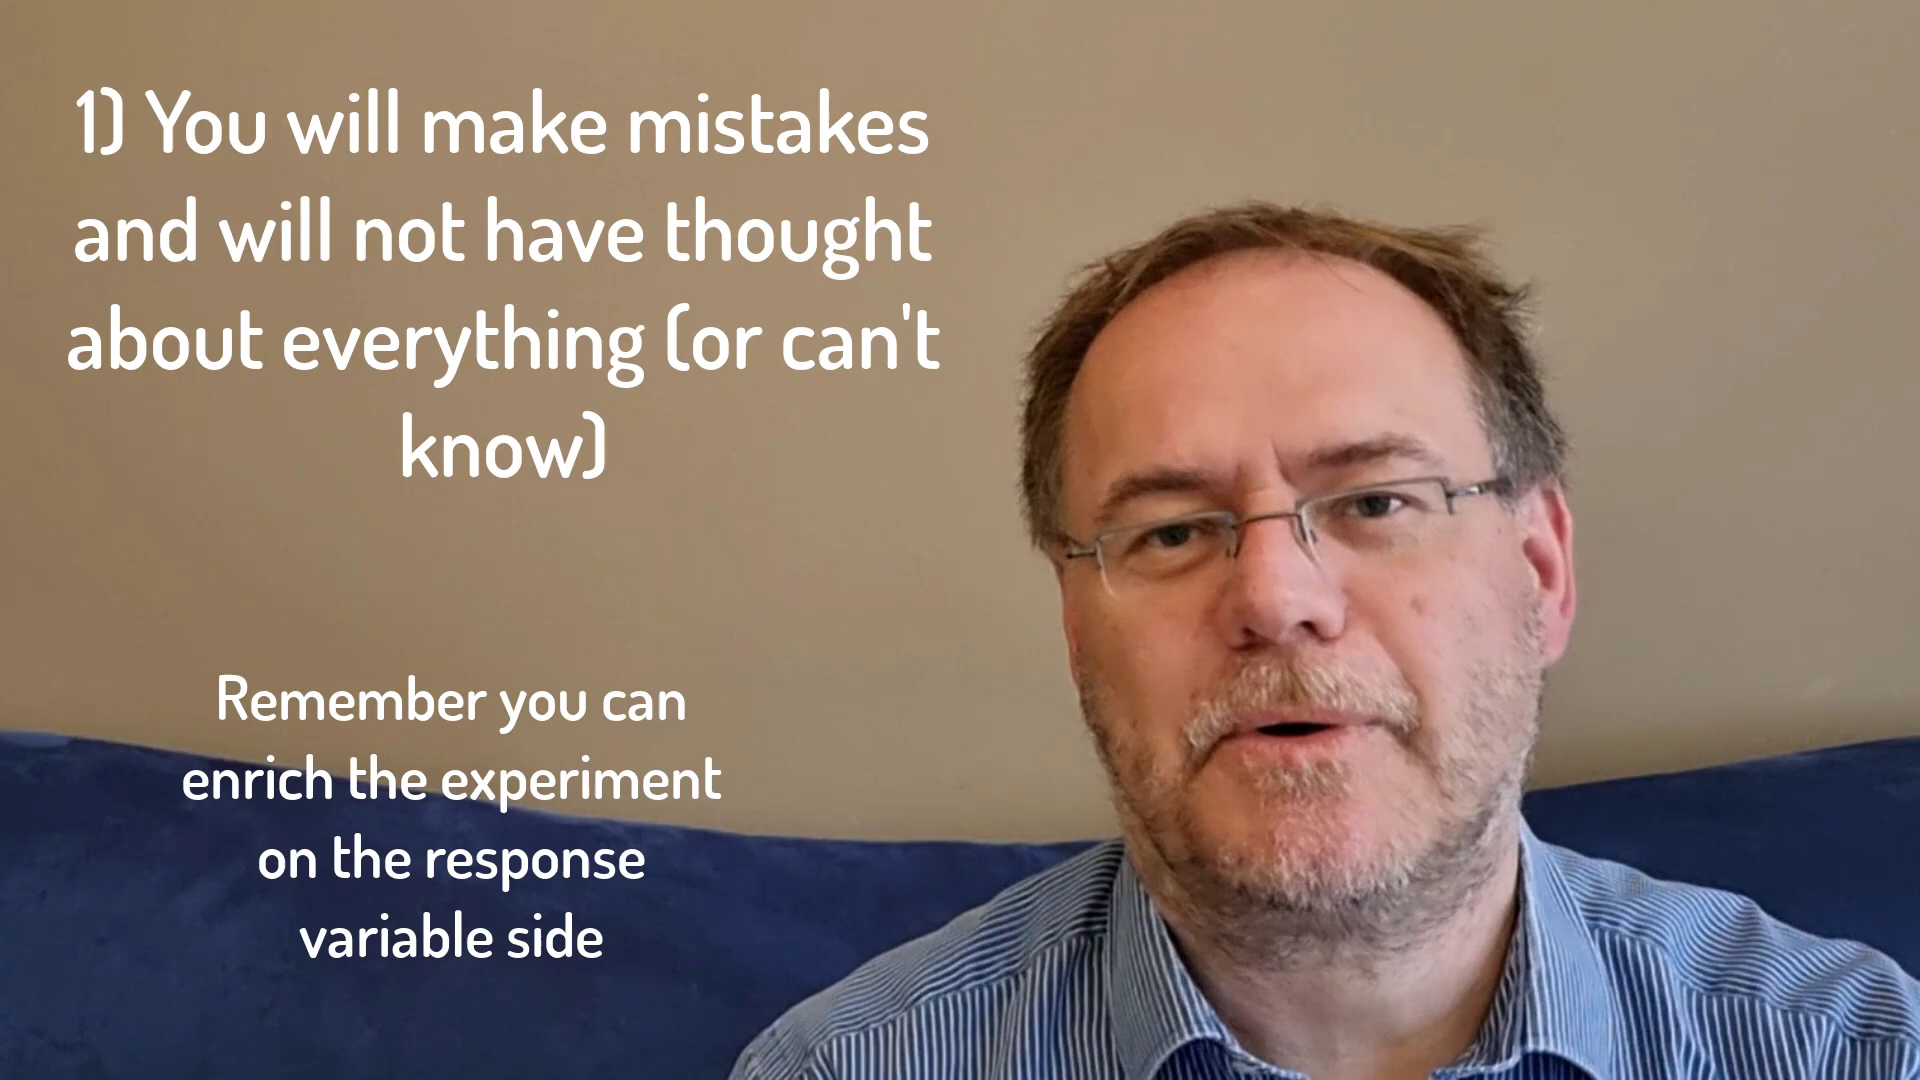 1) You will make mistakes
and will not have thought
about everything (or can't
know)
Remember you can
enrich the experiment
on the response
variable side